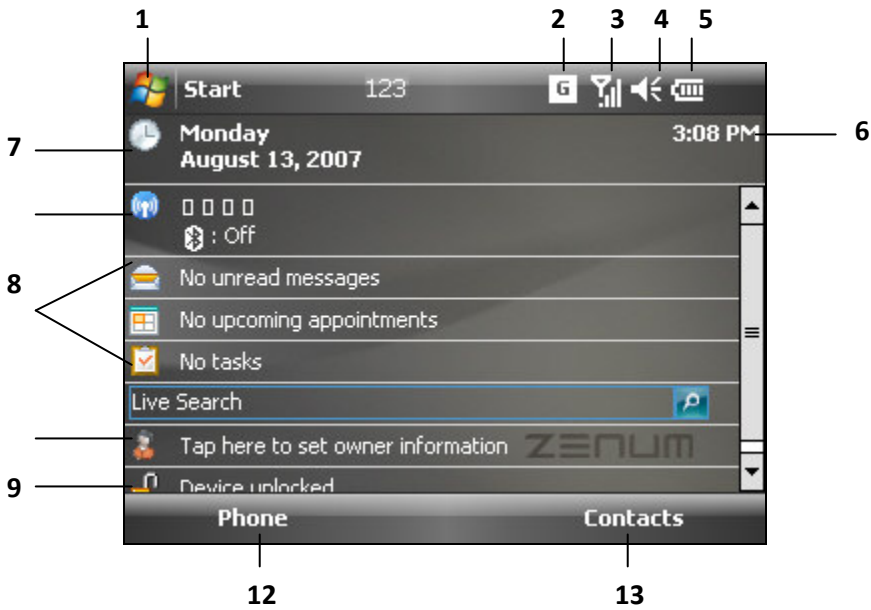 1 2 3 4 5
Start 123 G
7 Monday 3:08 PM 6
August 13, 2007
: Off
8 No unread messages
No upcoming appointments
No tasks
Live Search
Tap here to set owner information ZENUM
9 Device unlocked
Phone Contacts
12 13